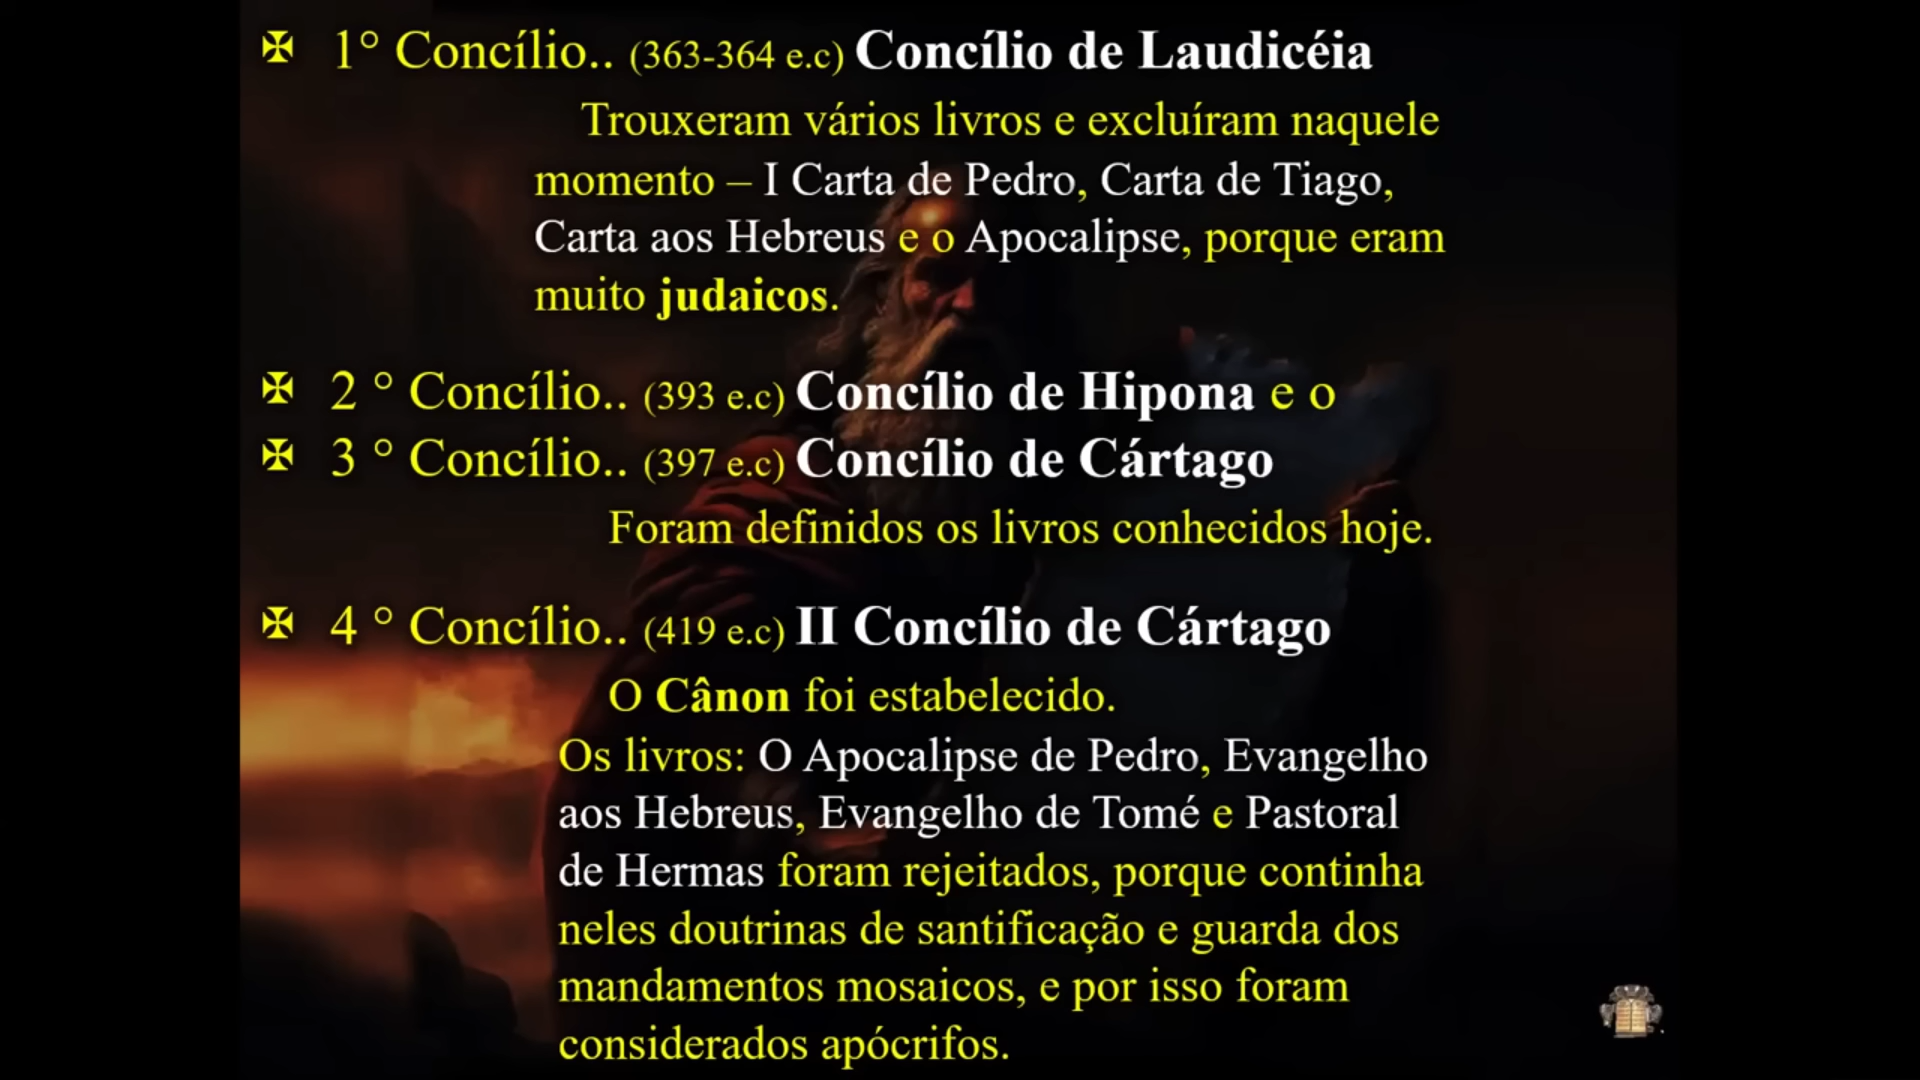 ✠ 1° Concílio.. (363-364 e.c) Concílio de Laudicéia
Trouxeram vários livros e excluíram naquele
momento – I Carta de Pedro, Carta de Tiago,
Carta aos Hebreus e o Apocalipse, porque eram
muito judaicos.
✠ 2 ° Concílio.. (393 e.c) Concílio de Hipona e o
✠ 3 ° Concílio.. (397 e.c) Concílio de Cártago
Foram definidos os livros conhecidos hoje.
✠ 4 ° Concílio.. (419 e.c) II Concílio de Cártago
O Cânon foi estabelecido.
Os livros: O Apocalipse de Pedro, Evangelho
aos Hebreus, Evangelho de Tomé e Pastoral
de Hermas foram rejeitados, porque continha
neles doutrinas de santificação e guarda dos
mandamentos mosaicos, e por isso foram
considerados apócrifos.